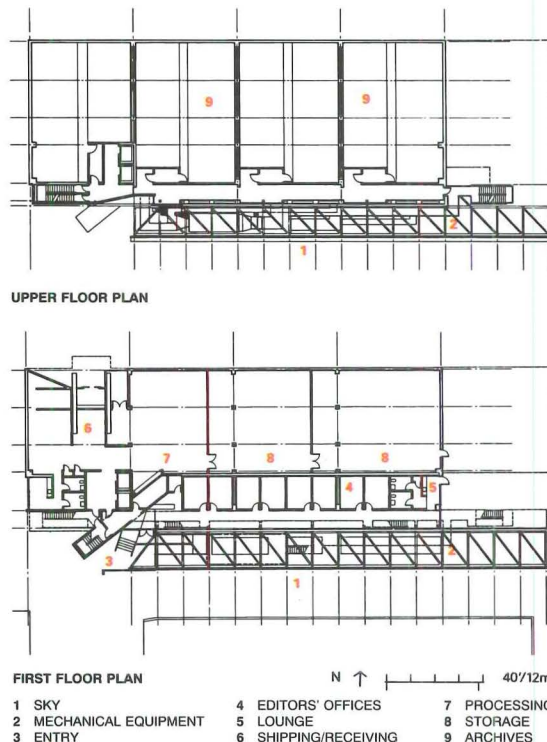 9 9
2
1
UPPER FLOOR PLAN
6
7 8 8
4 5
3 2
1
FIRST FLOOR PLAN N 40'/12m
1 SKY 4 EDITORS' OFFICES 7 PROCESSING
2 MECHANICAL EQUIPMENT 5 LOUNGE 8 STORAGE
3 ENTRY 6 SHIPPING/RECEIVING 9 ARCHIVES